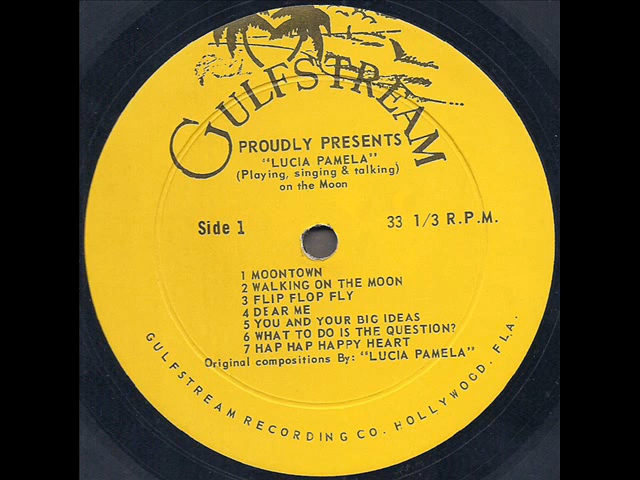 GULFSTREAM
PROUDLY PRESENTS
"LUCIA PAMELA"
(Playing, singing & talking)
on the Moon
Side 1
33 1/3 R.P.M.
1 MOONTOWN
2 WALKING ON THE MOON
3 FLIP FLOP FLY
4 DEAR ME
5 YOU AND YOUR BIG IDEAS
6 WHAT TO DO IS THE QUESTION?
7 HAP HAP HAPPY HEART
Original compositions By: "LUCIA PAMELA"
GULFSTREAM RECORDING CO. HOLLYWOOD, FLA.